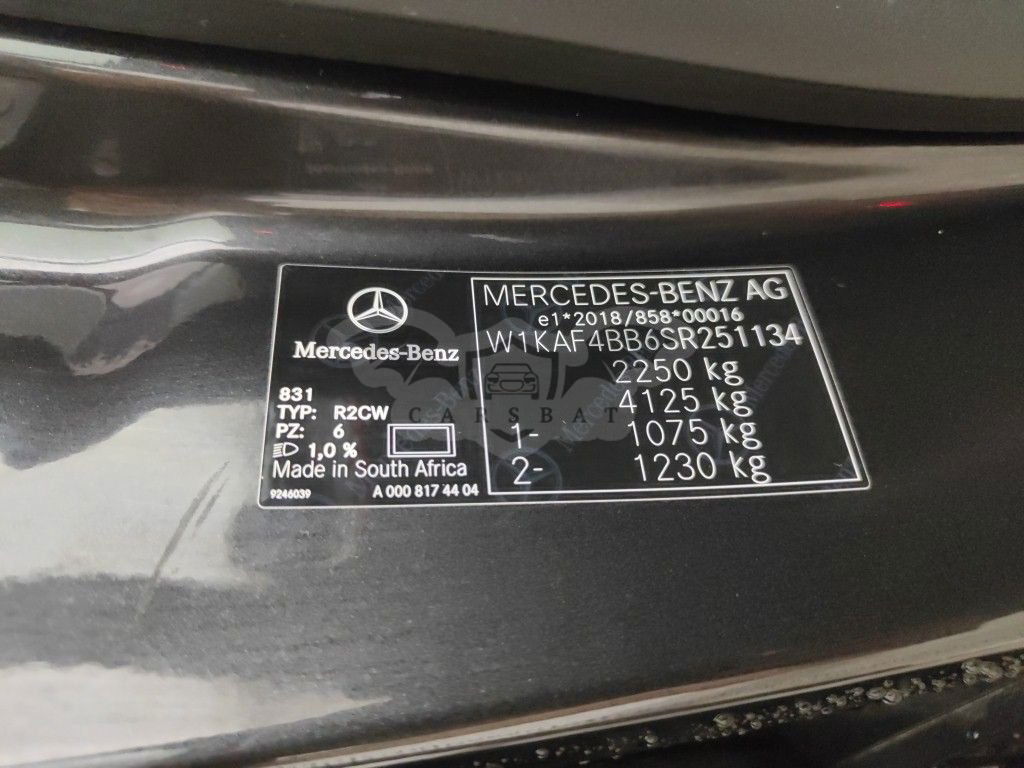 Mercedes-Benz
831
TYP: R2CW
PZ: 6
1,0 %
Made in South Africa
9246039 A 000 817 44 04
MERCEDES-BENZ AG
e1*2018/858*00016
W1KAF4BB6SR251134
2250 kg
4125 kg
1- 1075 kg
2- 1230 kg
CARSBAT